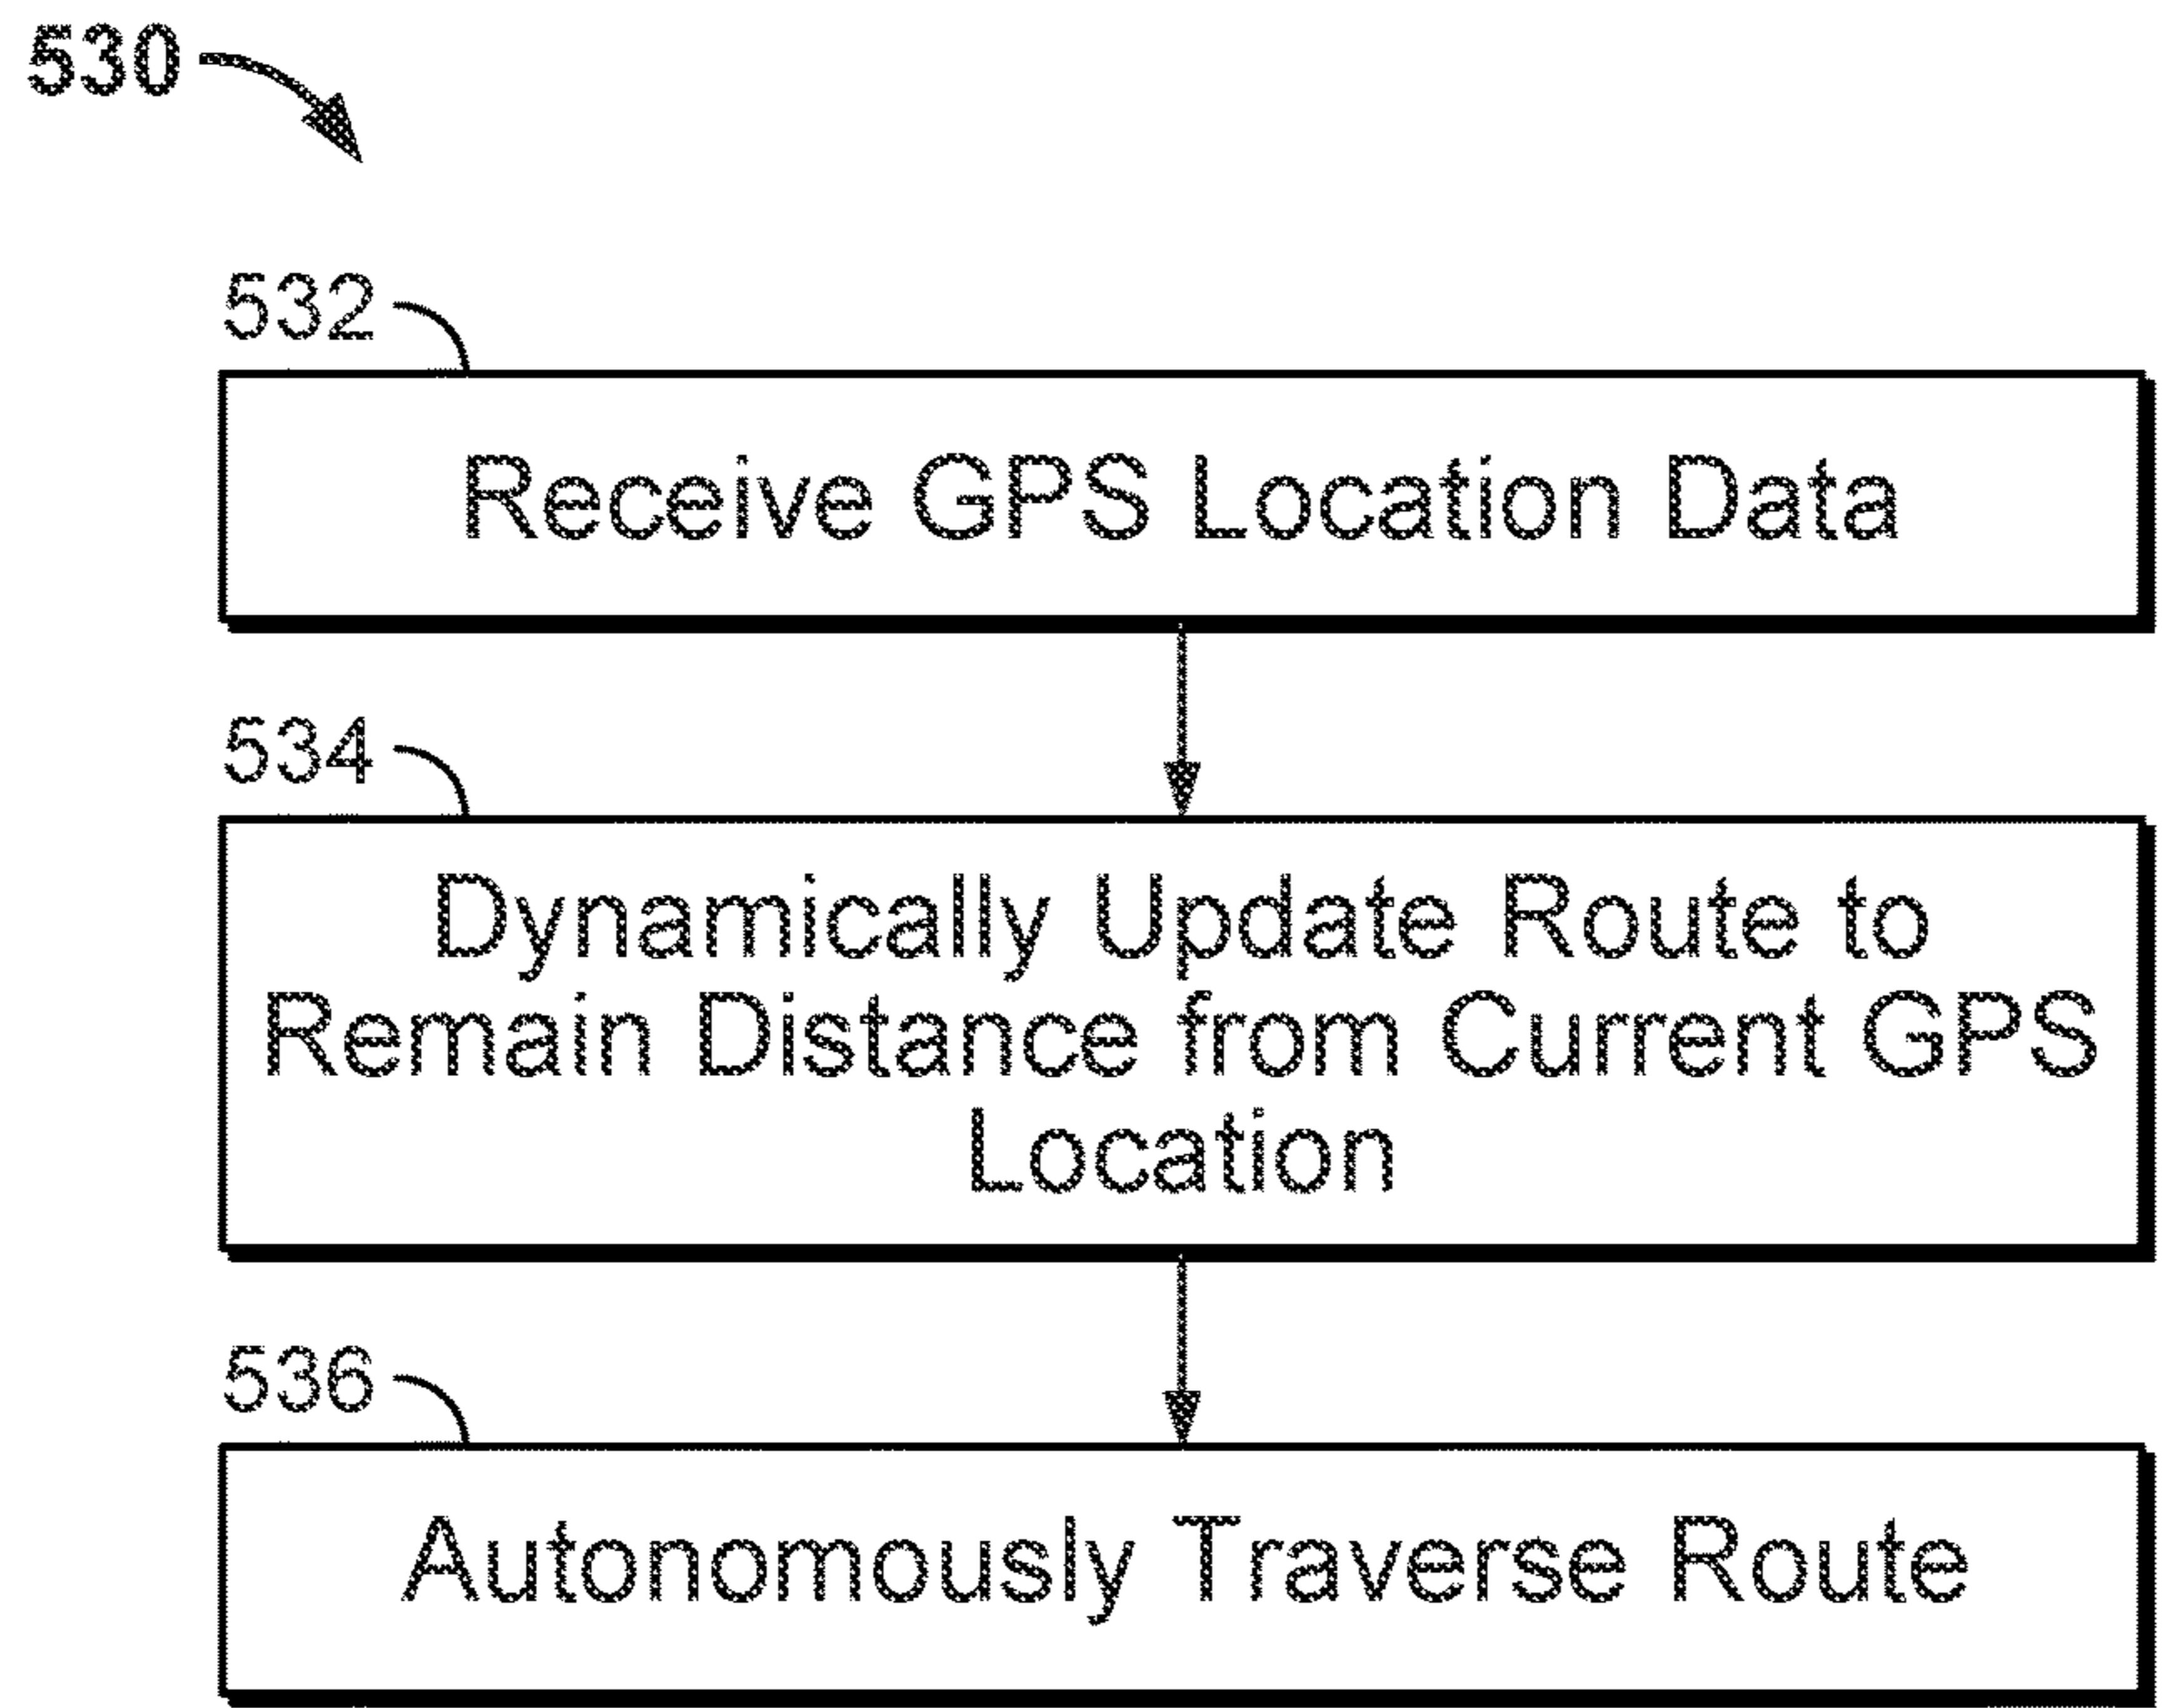 530
532
Receive GPS Location Data
534
Dynamically Update Route to
Remain Distance from Current GPS
Location
536
Autonomously Traverse Route